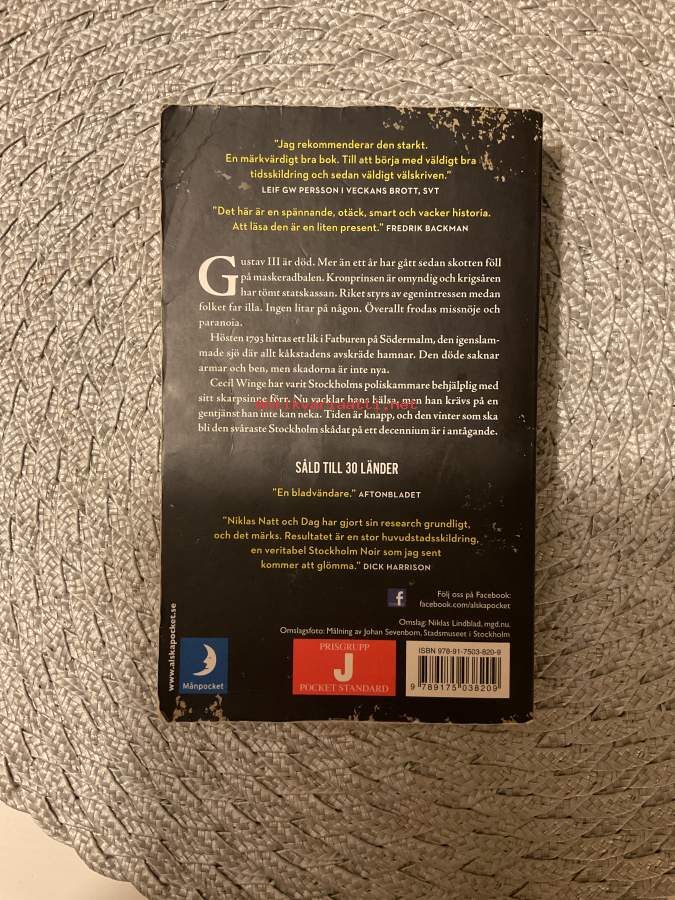 "Jag rekommenderar den starkt.
En märkvärdigt bra bok. Till att börja med väldigt bra
tidsskildring och sedan väldigt välskriven."
LEIF GW PERSSON I VECKANS BROTT, SVT
"Det här är en spännande, otäck, smart och vacker historia.
Att läsa den är en liten present." FREDRIK BACKMAN
Gustav III är död. Mer än ett år har gått sedan skotten föll
på maskeradbalen. Kronprinsen är omyndig och krigsåren
har tömt statskassan. Riket styrs av egenintressen medan
folket far illa. Ingen litar på någon. Överallt frodas missnöje och
paranoia.
Hösten 1793 hittas ett lik i Fatburen på Södermalm, den igenslam-
made sjö där allt kåkstadens avskräde hamnar. Den döde saknar
armar och ben, men skadorna är inte nya.
Cecil Winge har varit Stockholms poliskammare behjälplig med
sitt skarpsinne förr. Nu vacklar hans hälsa, men han krävs på en
antikvariaatti.net
gentjänst han inte kan neka. Tiden är knapp, och den vinter som ska
bli den svåraste Stockholm skådat på ett decennium är i antågande.
SÅLD TILL 30 LÄNDER
"En bladvändare." AFTONBLADET
"Niklas Natt och Dag har gjort sin research grundligt,
och det märks. Resultatet är en stor huvudstadsskildring,
en veritabel Stockholm Noir som jag sent
kommer att glömma." DICK HARRISON
f
Följ oss på Facebook:
facebook.com/alskapocket
Omslag: Niklas Lindblad, mgd.nu.
Omslagsfoto: Målning av Johan Sevenbom, Stadsmuseet i Stockholm
www.alskapocket.se
Månpocket
PRISGRUPP
J
POCKET STANDARD
ISBN 978-91-7503-820-9
9 789175 038209